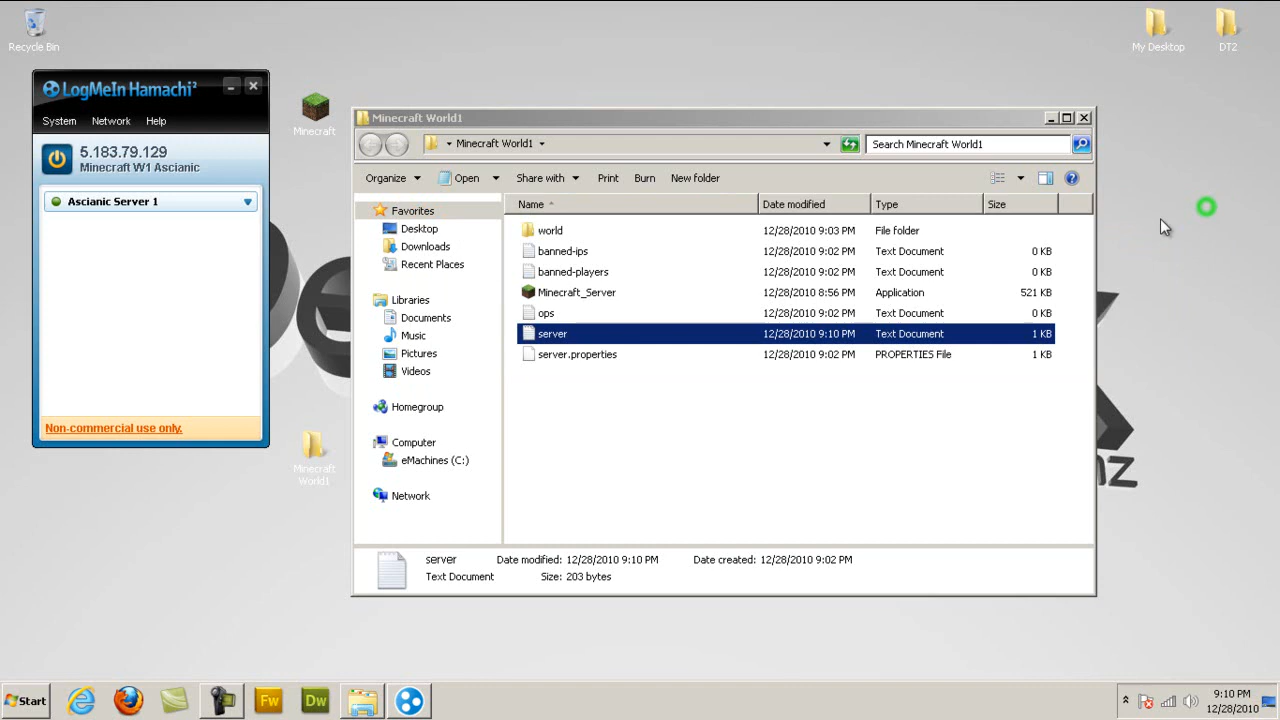 Recycle Bin
My Desktop
DT2
LogMeIn Hamachi²
System Network Help
5.183.79.129
Minecraft W1 Ascianic
Ascianic Server 1
Non-commercial use only.
Minecraft
Minecraft
World1
Minecraft World1
Minecraft World1
Search Minecraft World1
Organize Open Share with Print Burn New folder
Favorites
Desktop
Downloads
Recent Places
Libraries
Documents
Music
Pictures
Videos
Homegroup
Computer
eMachines (C:)
Network
Name Date modified Type Size
world 12/28/2010 9:03 PM File folder
banned-ips 12/28/2010 9:02 PM Text Document 0 KB
banned-players 12/28/2010 9:02 PM Text Document 0 KB
Minecraft_Server 12/28/2010 8:56 PM Application 521 KB
ops 12/28/2010 9:02 PM Text Document 0 KB
server 12/28/2010 9:10 PM Text Document 1 KB
server.properties 12/28/2010 9:02 PM PROPERTIES File 1 KB
server Date modified: 12/28/2010 9:10 PM Date created: 12/28/2010 9:02 PM
Text Document Size: 203 bytes
Start
Fw
Dw
9:10 PM
12/28/2010